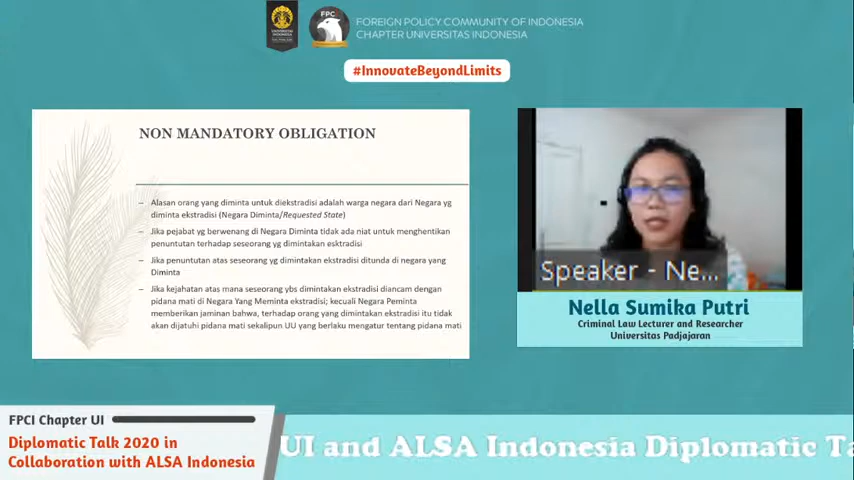 UNIVERSITAS INDONESIA
FPC
FOREIGN POLICY COMMUNITY OF INDONESIA
CHAPTER UNIVERSITAS INDONESIA
#InnovateBeyondLimits
NON MANDATORY OBLIGATION
– Alasan orang yang diminta untuk diekstradisi adalah warga negara dari Negara yg
diminta ekstradisi (Negara Diminta/Requested State)
– Jika pejabat yg berwenang di Negara Diminta tidak ada niat untuk menghentikan
penuntutan terhadap seseorang yg dimintakan esktradisi
– Jika penuntutan atas seseorang yg dimintakan ekstradisi ditunda di negara yang
Diminta
– Jika kejahatan atas mana seseorang ybs dimintakan ekstradisi diancam dengan
pidana mati di Negara Yang Meminta ekstradisi; kecuali Negara Peminta
memberikan jaminan bahwa, terhadap orang yang dimintakan ekstradisi itu tidak
akan dijatuhi pidana mati sekalipun UU yang berlaku mengatur tentang pidana mati
Speaker - Ne...
Nella Sumika Putri
Criminal Law Lecturer and Researcher
Universitas Padjajaran
FPCI Chapter UI
Diplomatic Talk 2020 in
Collaboration with ALSA Indonesia
UI and ALSA Indonesia Diplomatic Ta